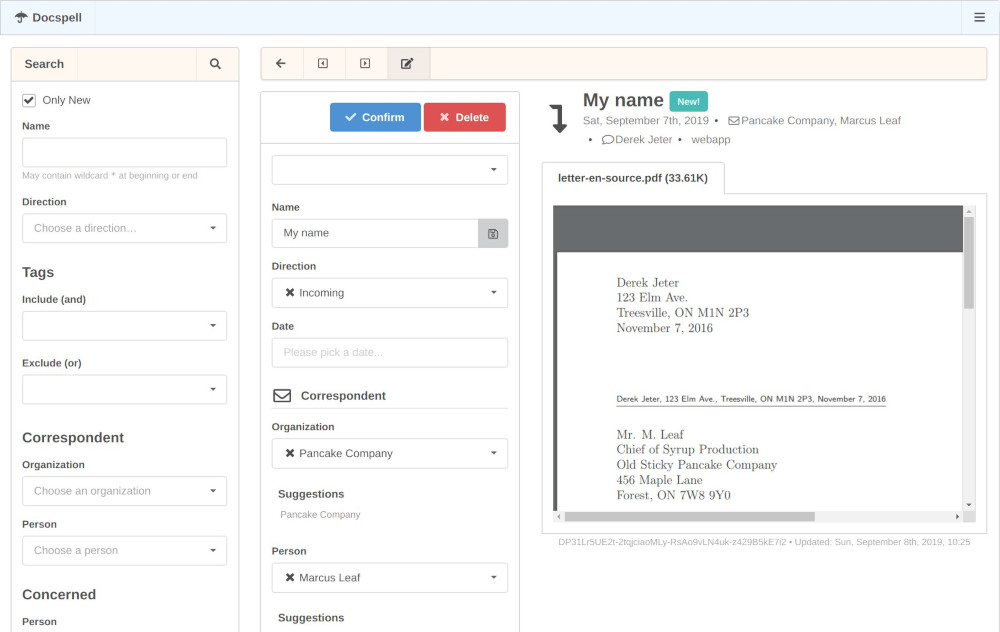 Docspell
Search
Only New
Name
May contain wildcard * at beginning or end
Direction
Choose a direction...
Tags
Include (and)
Exclude (or)
Correspondent
Organization
Choose an organization
Person
Choose a person
Concerned
Person
Confirm
Delete
Name
My name
Direction
Incoming
Date
Please pick a date...
Correspondent
Organization
Pancake Company
Suggestions
Pancake Company
Person
Marcus Leaf
Suggestions
My name New!
Sat, September 7th, 2019 • Pancake Company, Marcus Leaf
• Derek Jeter • webapp
letter-en-source.pdf (33.61K)
Derek Jeter
123 Elm Ave.
Treesville, ON M1N 2P3
November 7, 2016
Derek Jeter, 123 Elm Ave., Treesville, ON M1N 2P3, November 7, 2016
Mr. M. Leaf
Chief of Syrup Production
Old Sticky Pancake Company
456 Maple Lane
Forest, ON 7W8 9Y0
• Updated: Sun, September 8th, 2019, 10:25